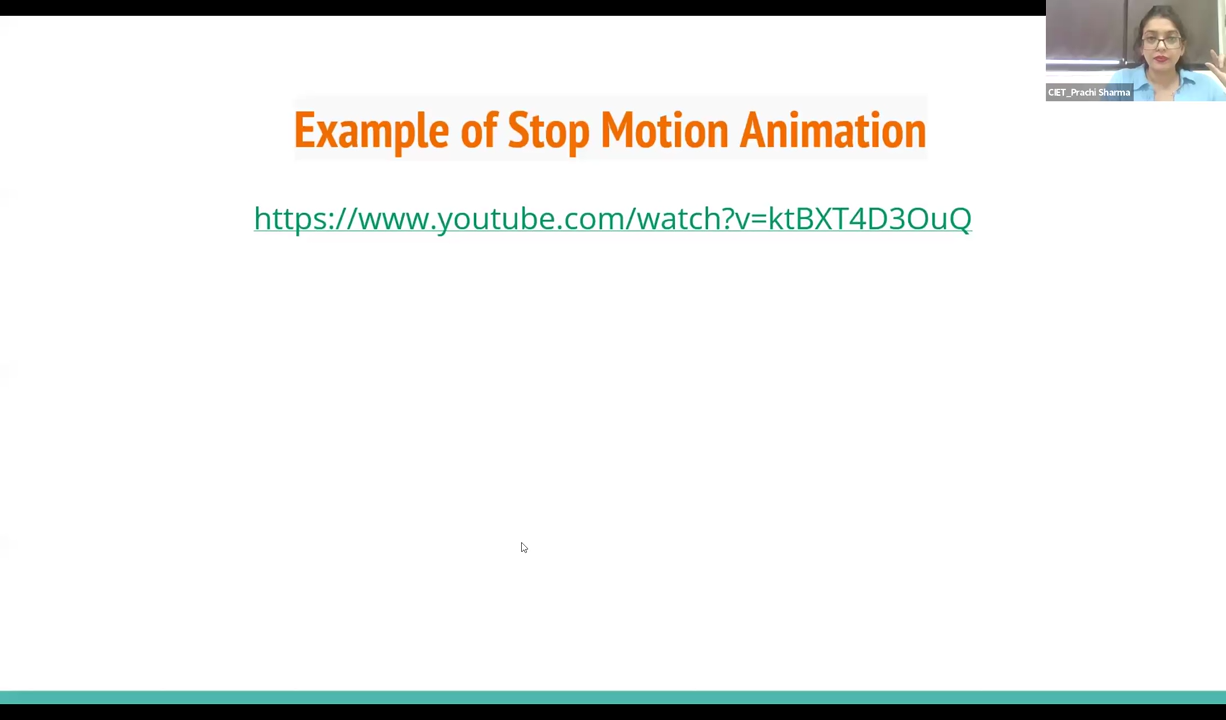 CIET_Prachi Sharma
Example of Stop Motion Animation
https://www.youtube.com/watch?v=ktBXT4D3OuQ